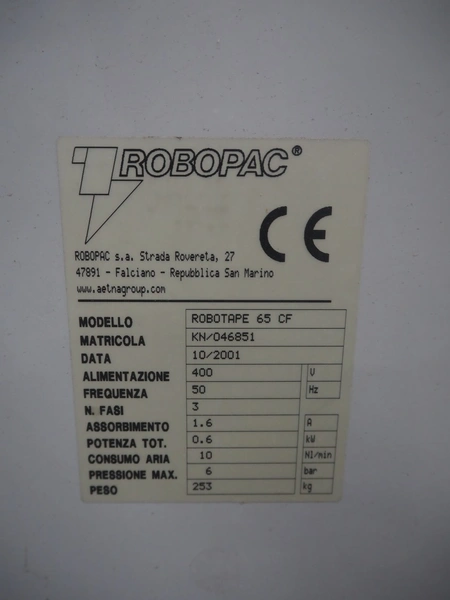 ROBOPAC®
CE
ROBOPAC s.a. Strada Rovereta, 27
47891 - Falciano - Repubblica San Marino
www.aetnagroup.com
MODELLO ROBOTAPE 65 CF
MATRICOLA KN/046851
DATA 10/2001
ALIMENTAZIONE 400 V
FREQUENZA 50 Hz
N. FASI 3
ASSORBIMENTO 1.6 A
POTENZA TOT. 0.6 kW
CONSUMO ARIA 10 Nl/min
PRESSIONE MAX. 6 bar
PESO 253 kg